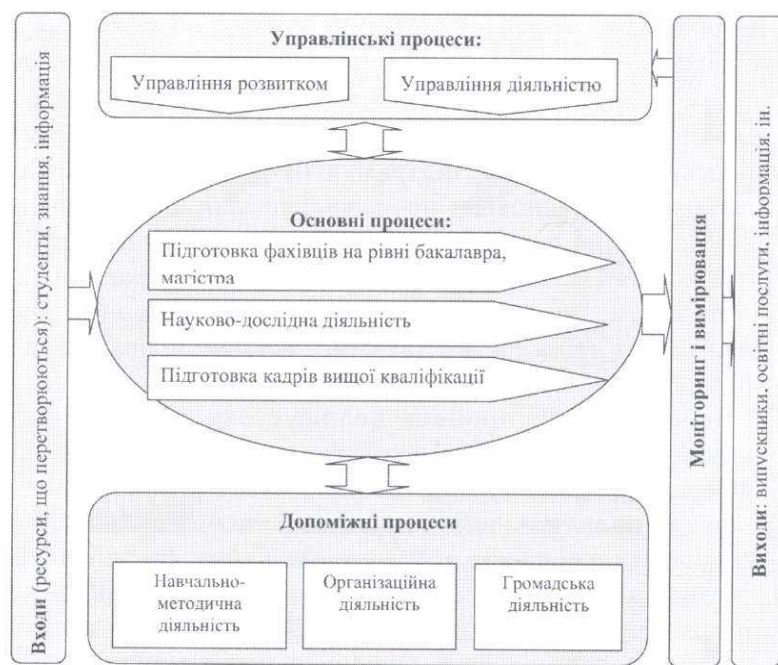 Входи (ресурси, що перетворюються): студенти, знання, інформація
Управлінські процеси:
Управління розвитком
Управління діяльністю
Основні процеси:
Підготовка фахівців на рівні бакалавра,
магістра
Науково-дослідна діяльність
Підготовка кадрів вищої кваліфікації
Допоміжні процеси
Навчально-
методична
діяльність
Організаційна
діяльність
Громадська
діяльність
Моніторинг і вимірювання
Виходи: випускники, освітні послуги, інформація, ін.